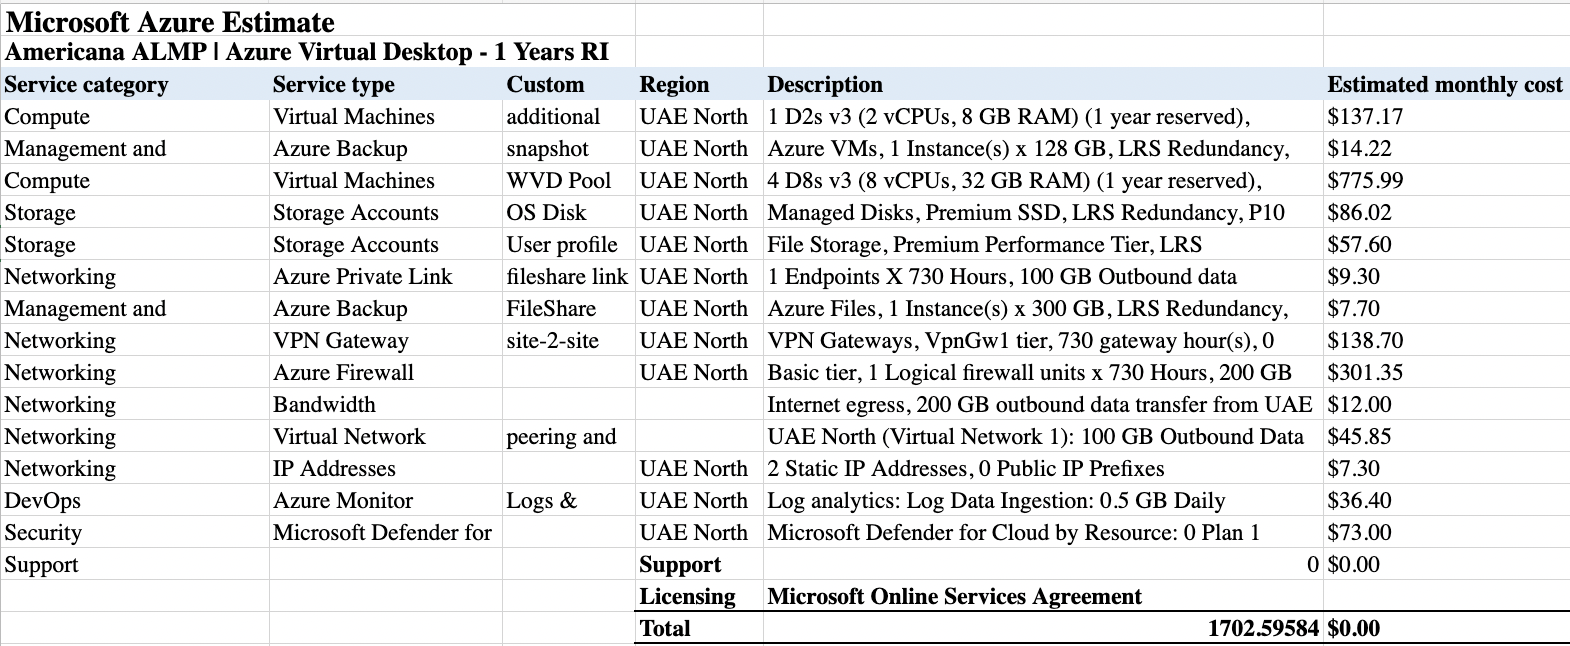 Microsoft Azure Estimate
Americana ALMP | Azure Virtual Desktop - 1 Years RI
Service category Service type Custom Region Description Estimated monthly cost
Compute Virtual Machines additional UAE North 1 D2s v3 (2 vCPUs, 8 GB RAM) (1 year reserved), $137.17
Management and Azure Backup snapshot UAE North Azure VMs, 1 Instance(s) x 128 GB, LRS Redundancy, $14.22
Compute Virtual Machines WVD Pool UAE North 4 D8s v3 (8 vCPUs, 32 GB RAM) (1 year reserved), $775.99
Storage Storage Accounts OS Disk UAE North Managed Disks, Premium SSD, LRS Redundancy, P10 $86.02
Storage Storage Accounts User profile UAE North File Storage, Premium Performance Tier, LRS $57.60
Networking Azure Private Link fileshare link UAE North 1 Endpoints X 730 Hours, 100 GB Outbound data $9.30
Management and Azure Backup FileShare UAE North Azure Files, 1 Instance(s) x 300 GB, LRS Redundancy, $7.70
Networking VPN Gateway site-2-site UAE North VPN Gateways, VpnGw1 tier, 730 gateway hour(s), 0 $138.70
Networking Azure Firewall UAE North Basic tier, 1 Logical firewall units x 730 Hours, 200 GB $301.35
Networking Bandwidth Internet egress, 200 GB outbound data transfer from UAE $12.00
Networking Virtual Network peering and UAE North (Virtual Network 1): 100 GB Outbound Data $45.85
Networking IP Addresses UAE North 2 Static IP Addresses, 0 Public IP Prefixes $7.30
DevOps Azure Monitor Logs & UAE North Log analytics: Log Data Ingestion: 0.5 GB Daily $36.40
Security Microsoft Defender for UAE North Microsoft Defender for Cloud by Resource: 0 Plan 1 $73.00
Support Support 0 $0.00
Licensing Microsoft Online Services Agreement
Total 1702.59584 $0.00